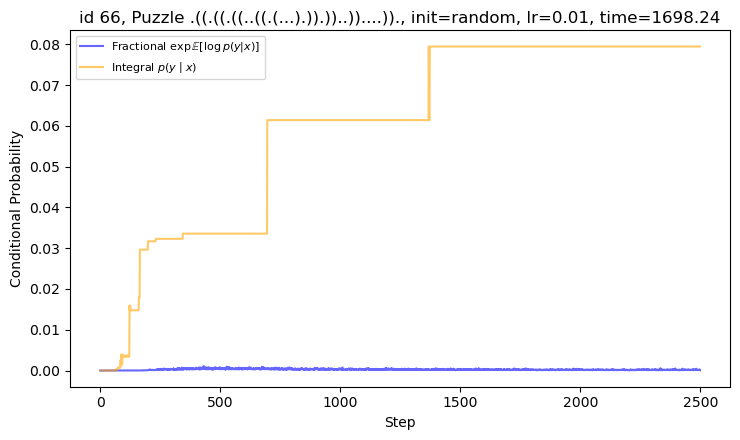 id 66, Puzzle .((.((.((..((.(...).)).))..))....))., init=random, lr=0.01, time=1698.24
Fractional exp𝔼[log p(y|x)]
Integral p(y | x)
Conditional Probability
0.08
0.07
0.06
0.05
0.04
0.03
0.02
0.01
0.00
0 500 1000 1500 2000 2500
Step